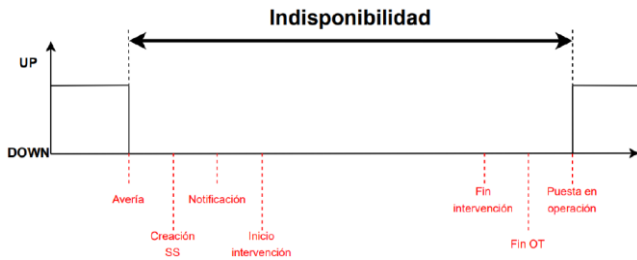 Indisponibilidad
UP
DOWN
Avería
Notificación
Fin
intervención
Puesta en
operación
Creación
SS
Inicio
intervención
Fin OT